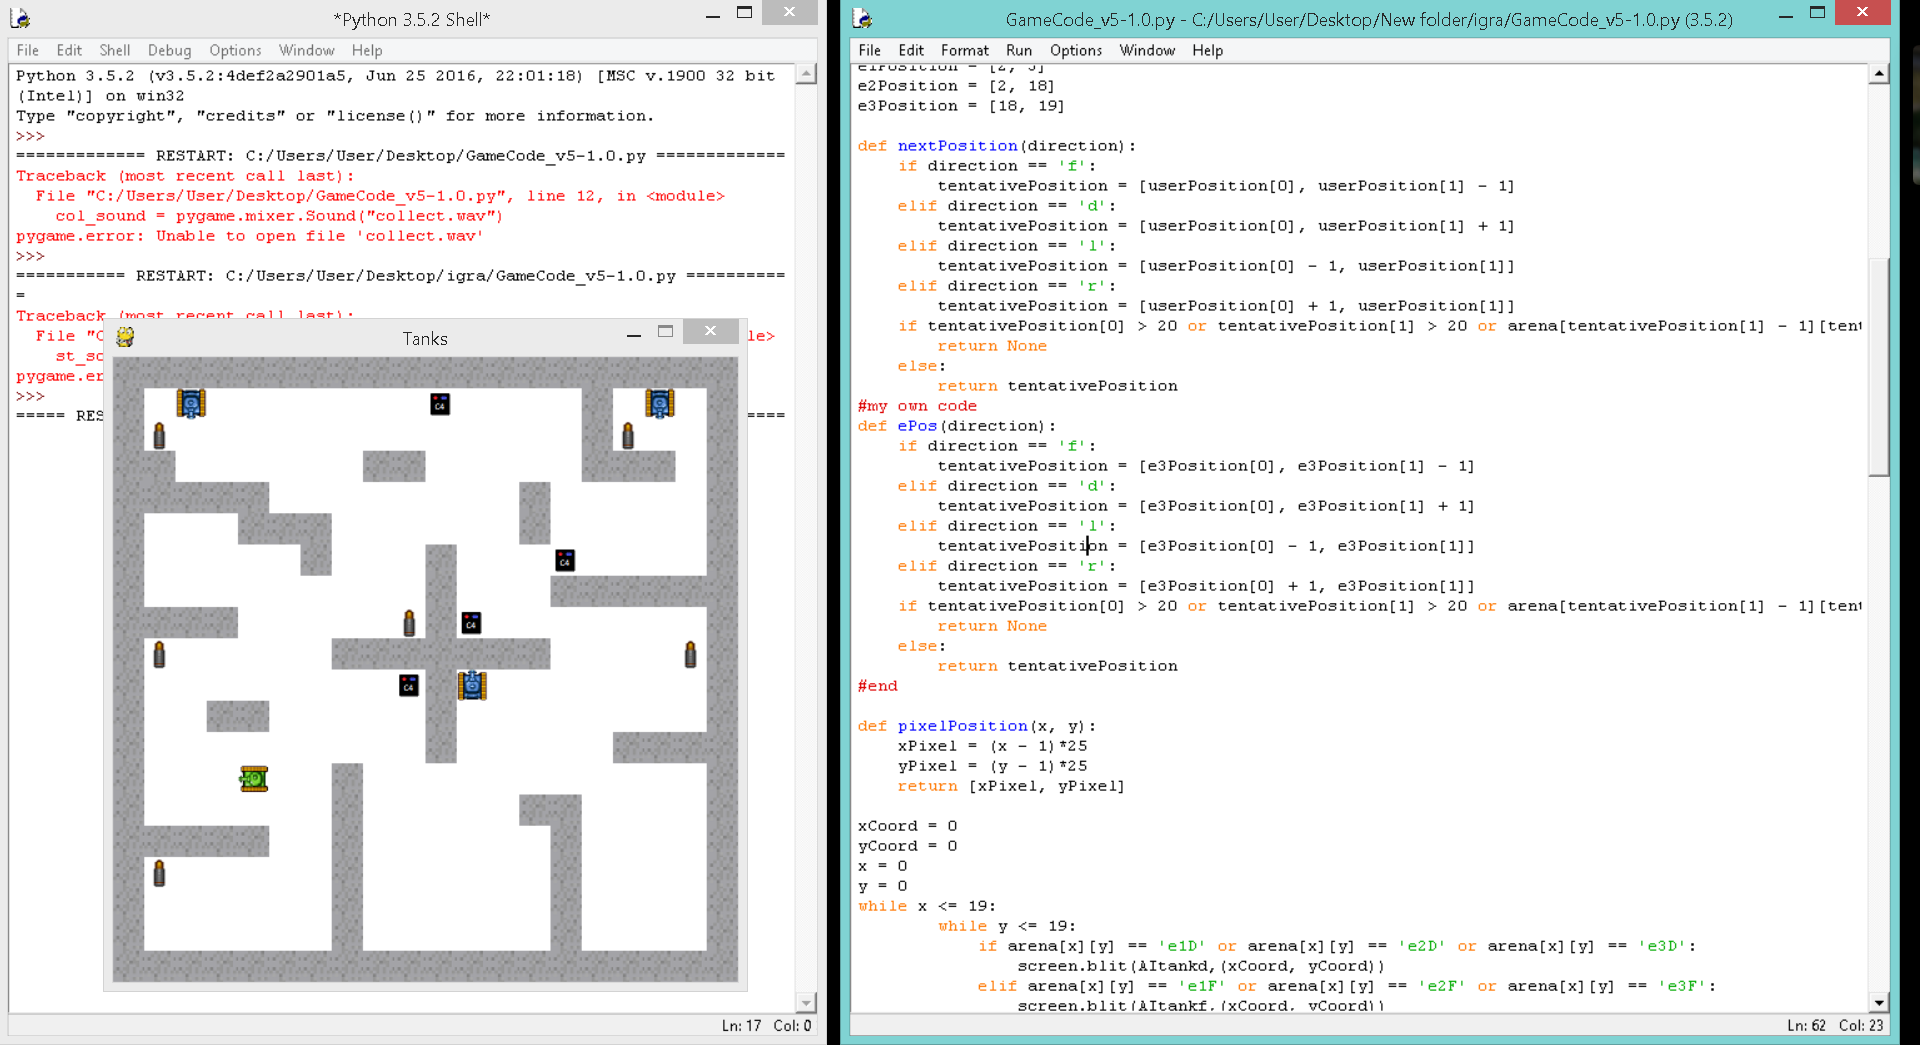 *Python 3.5.2 Shell*
File Edit Shell Debug Options Window Help
Python 3.5.2 (v3.5.2:4def2a2901a5, Jun 25 2016, 22:01:18) [MSC v.1900 32 bit
(Intel)] on win32
Type "copyright", "credits" or "license()" for more information.
>>>
============= RESTART: C:/Users/User/Desktop/GameCode_v5-1.0.py =============
Traceback (most recent call last):
  File "C:/Users/User/Desktop/GameCode_v5-1.0.py", line 12, in <module>
    col_sound = pygame.mixer.Sound("collect.wav")
pygame.error: Unable to open file 'collect.wav'
>>>
=========== RESTART: C:/Users/User/Desktop/igra/GameCode_v5-1.0.py ==========
=
Traceback (most recent call last):
  File "C le>
    st_so
pygame.er
>>>
===== RES ====
Tanks
C4
C4
C4
C4
Ln: 17 Col: 0
GameCode_v5-1.0.py - C:/Users/User/Desktop/New folder/igra/GameCode_v5-1.0.py (3.5.2)
File Edit Format Run Options Window Help
e1Position = [2, 3]
e2Position = [2, 18]
e3Position = [18, 19]
def nextPosition(direction):
    if direction == 'f':
        tentativePosition = [userPosition[0], userPosition[1] - 1]
    elif direction == 'd':
        tentativePosition = [userPosition[0], userPosition[1] + 1]
    elif direction == 'l':
        tentativePosition = [userPosition[0] - 1, userPosition[1]]
    elif direction == 'r':
        tentativePosition = [userPosition[0] + 1, userPosition[1]]
    if tentativePosition[0] > 20 or tentativePosition[1] > 20 or arena[tentativePosition[1] - 1][tent
        return None
    else:
        return tentativePosition
#my own code
def ePos(direction):
    if direction == 'f':
        tentativePosition = [e3Position[0], e3Position[1] - 1]
    elif direction == 'd':
        tentativePosition = [e3Position[0], e3Position[1] + 1]
    elif direction == 'l':
        tentativePosition = [e3Position[0] - 1, e3Position[1]]
    elif direction == 'r':
        tentativePosition = [e3Position[0] + 1, e3Position[1]]
    if tentativePosition[0] > 20 or tentativePosition[1] > 20 or arena[tentativePosition[1] - 1][tent
        return None
    else:
        return tentativePosition
#end
def pixelPosition(x, y):
    xPixel = (x - 1)*25
    yPixel = (y - 1)*25
    return [xPixel, yPixel]
xCoord = 0
yCoord = 0
x = 0
y = 0
while x <= 19:
        while y <= 19:
            if arena[x][y] == 'e1D' or arena[x][y] == 'e2D' or arena[x][y] == 'e3D':
                screen.blit(AItankd,(xCoord, yCoord))
            elif arena[x][y] == 'e1F' or arena[x][y] == 'e2F' or arena[x][y] == 'e3F':
                screen.blit(AItankf,(xCoord, yCoord))
Ln: 62 Col: 23